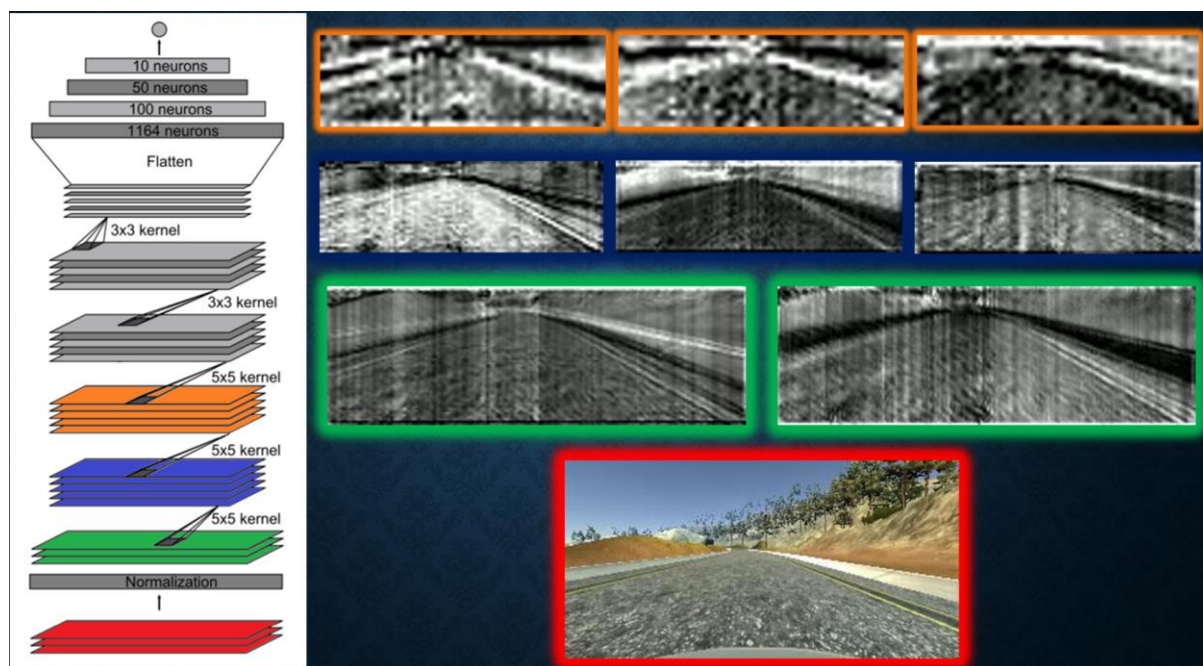 10 neurons
50 neurons
100 neurons
1164 neurons
Flatten
3x3 kernel
3x3 kernel
5x5 kernel
5x5 kernel
5x5 kernel
Normalization